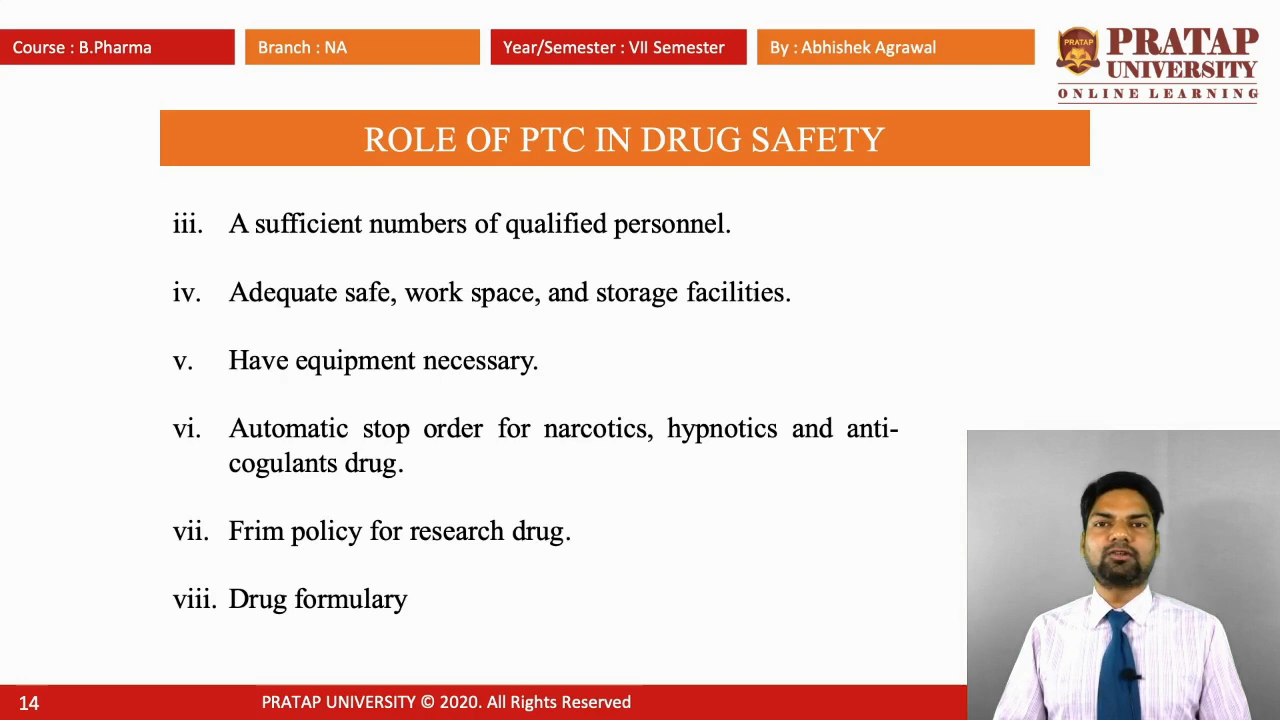 Course : B.Pharma
Branch : NA
Year/Semester : VII Semester
By : Abhishek Agrawal
PRATAP
PRATAP
UNIVERSITY
ONLINE LEARNING
ROLE OF PTC IN DRUG SAFETY
iii. A sufficient numbers of qualified personnel.
iv. Adequate safe, work space, and storage facilities.
v. Have equipment necessary.
vi. Automatic stop order for narcotics, hypnotics and anti-
cogulants drug.
vii. Frim policy for research drug.
viii. Drug formulary
14
PRATAP UNIVERSITY © 2020. All Rights Reserved